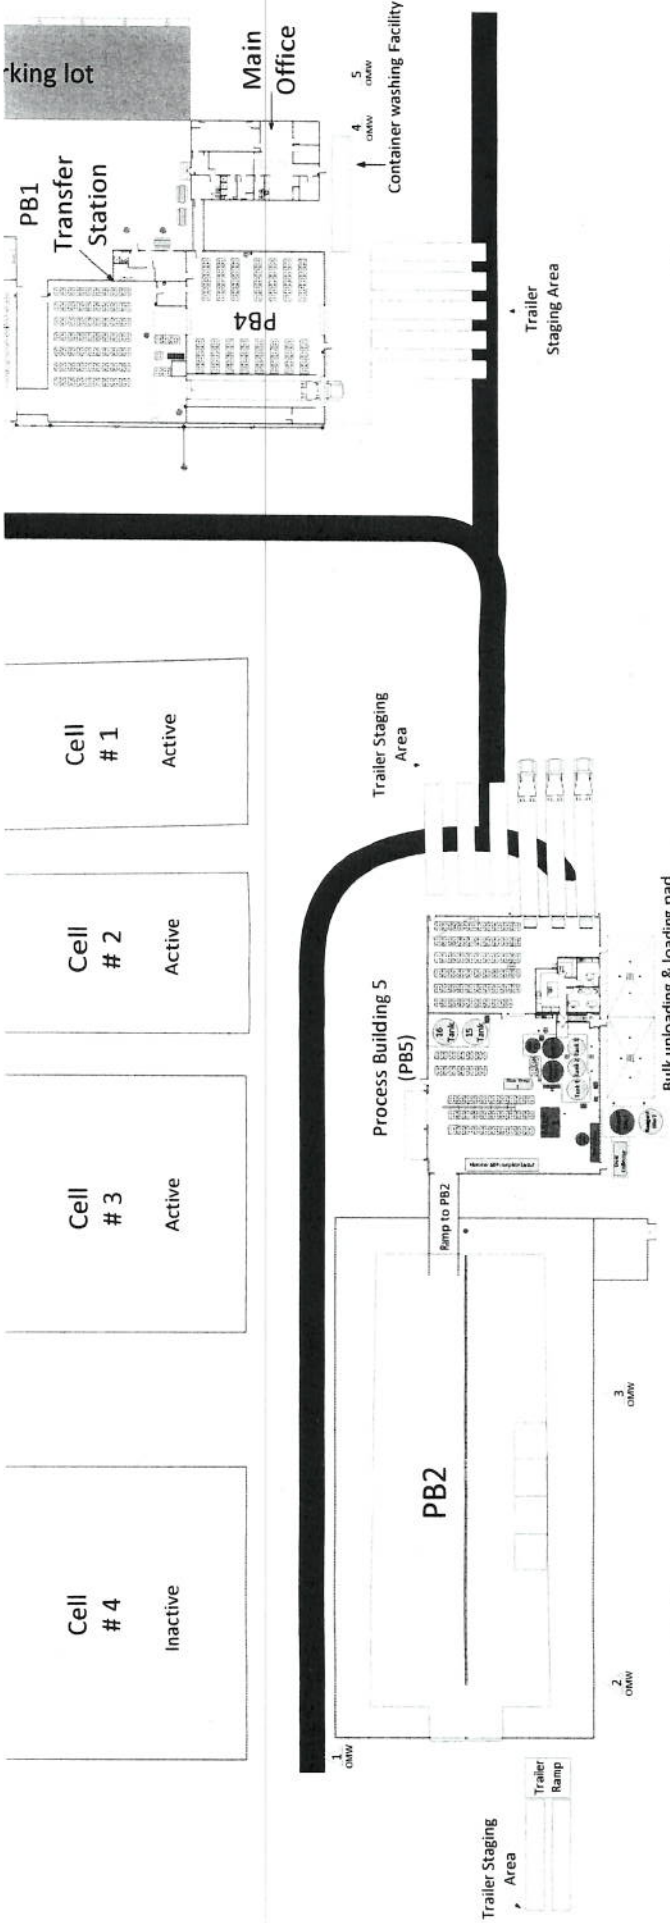 rking lot
PB1
Transfer
Station
Main
Office
5
OMW
4
OMW
Container washing Facility
PB4
Trailer
Staging Area
Cell
# 1
Active
Cell
# 2
Active
Cell
# 3
Active
Cell
# 4
Inactive
Trailer Staging
Area
Process Building 5
(PB5)
16
Tank
15
Tank
Ramp to PB2
Bulk unloading & loading pad
PB2
3
OMW
2
OMW
1
OMW
Trailer
Ramp
Trailer Staging
Area